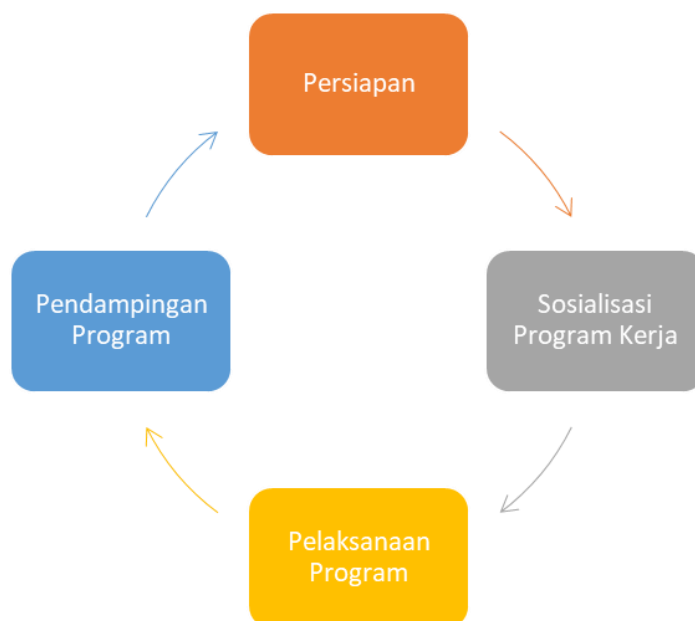 Persiapan
Sosialisasi
Program Kerja
Pelaksanaan
Program
Pendampingan
Program